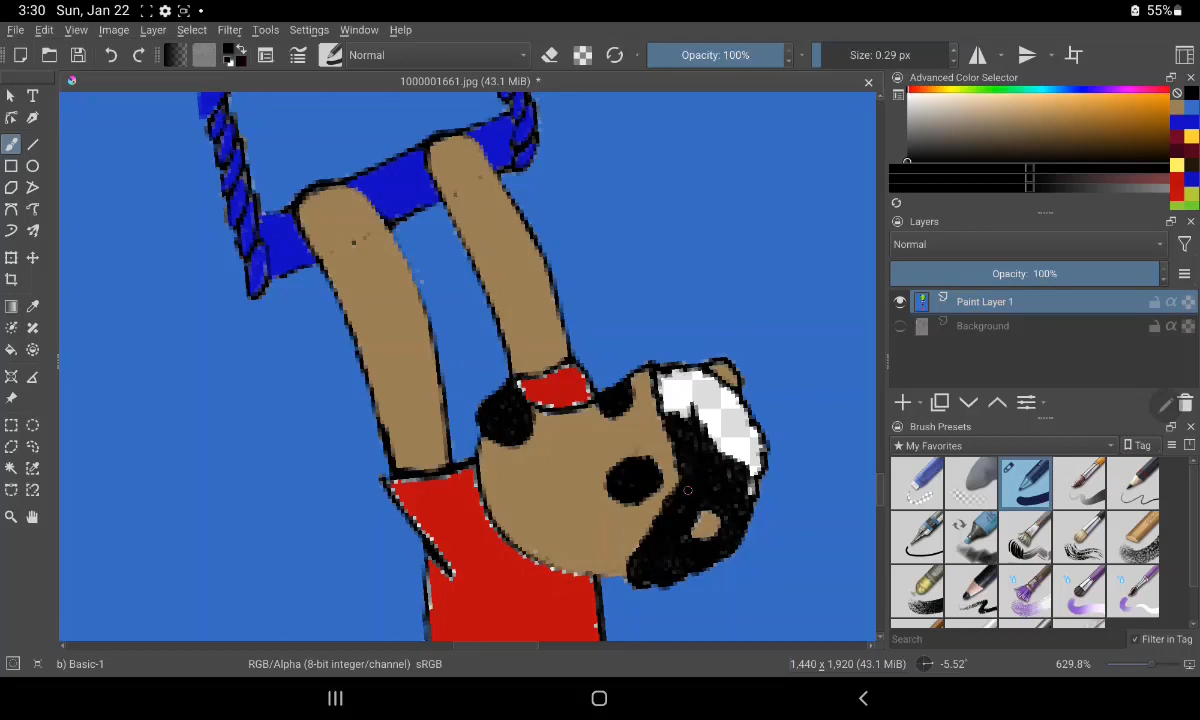 3:30 Sun, Jan 22
55%
File Edit View Image Layer Filter Select Tools Settings Window Help
Normal
Opacity: 100%
Size: 0.29 px
1000001661.jpg (43.1 MiB) *
Advanced Color Selector
Layers
Normal
Opacity: 100%
Paint Layer 1
Background
Brush Presets
★ My Favorites
Tag
Search
Filter in Tag
b) Basic-1
RGB/Alpha (8-bit integer/channel) sRGB
1,440 x 1,920 (43.1 MiB)
-5.52°
629.8%